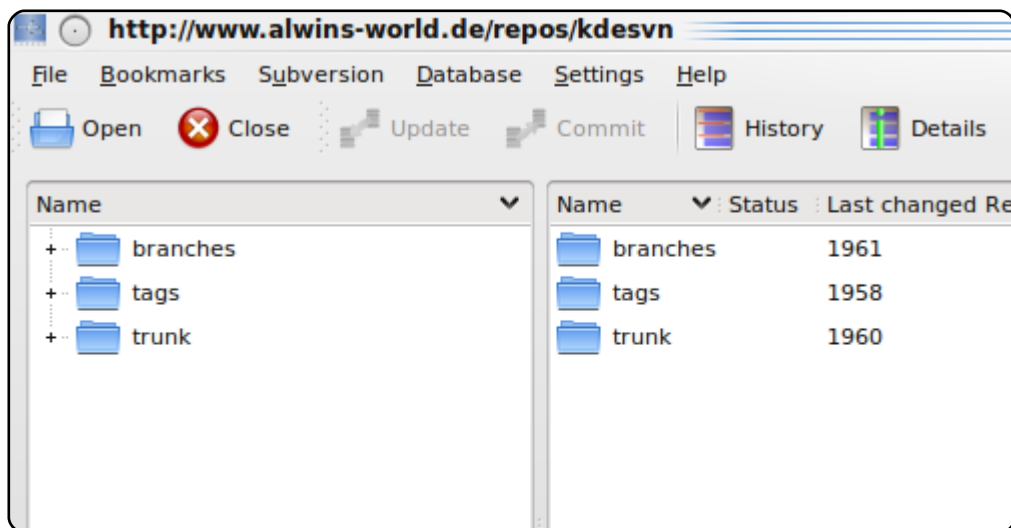 http://www.alwins-world.de/repos/kdesvn
File Bookmarks Subversion Database Settings Help
Open Close Update Commit History Details
Name Name Status Last changed Re
branches branches 1961
tags tags 1958
trunk trunk 1960